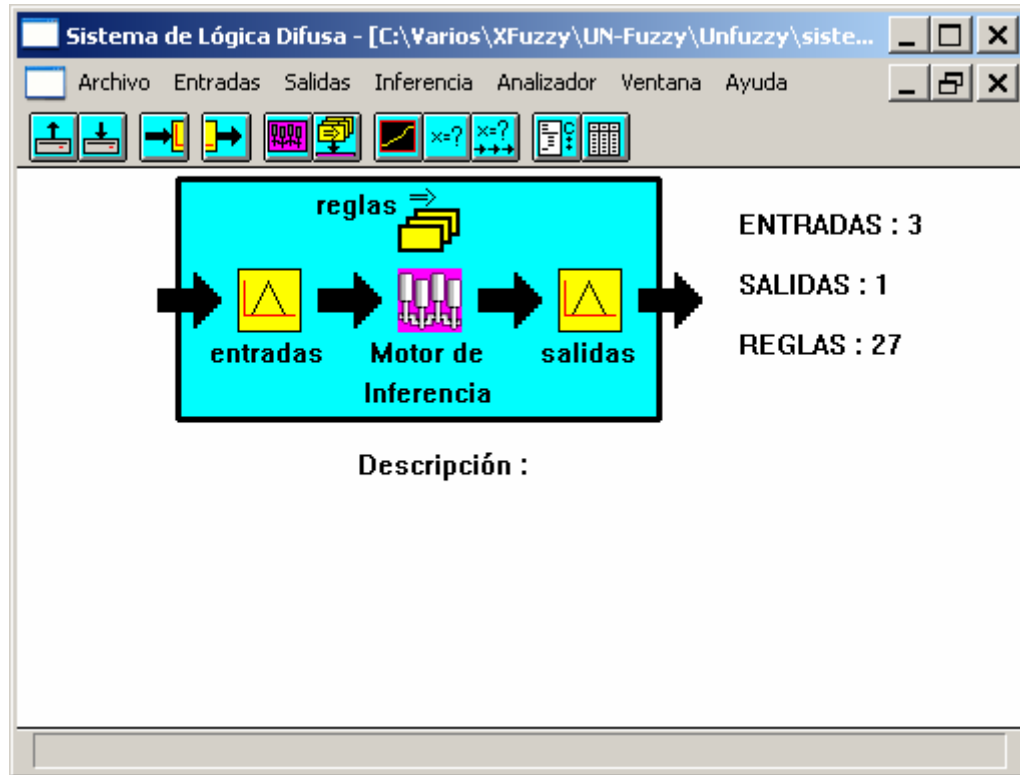 Sistema de Lógica Difusa - [C:\Varios\XFuzzy\UN-Fuzzy\Unfuzzy\siste...
Archivo Entradas Salidas Inferencia Analizador Ventana Ayuda
x=? x=? C++
reglas
entradas Motor de Inferencia salidas
ENTRADAS : 3
SALIDAS : 1
REGLAS : 27
Descripción :